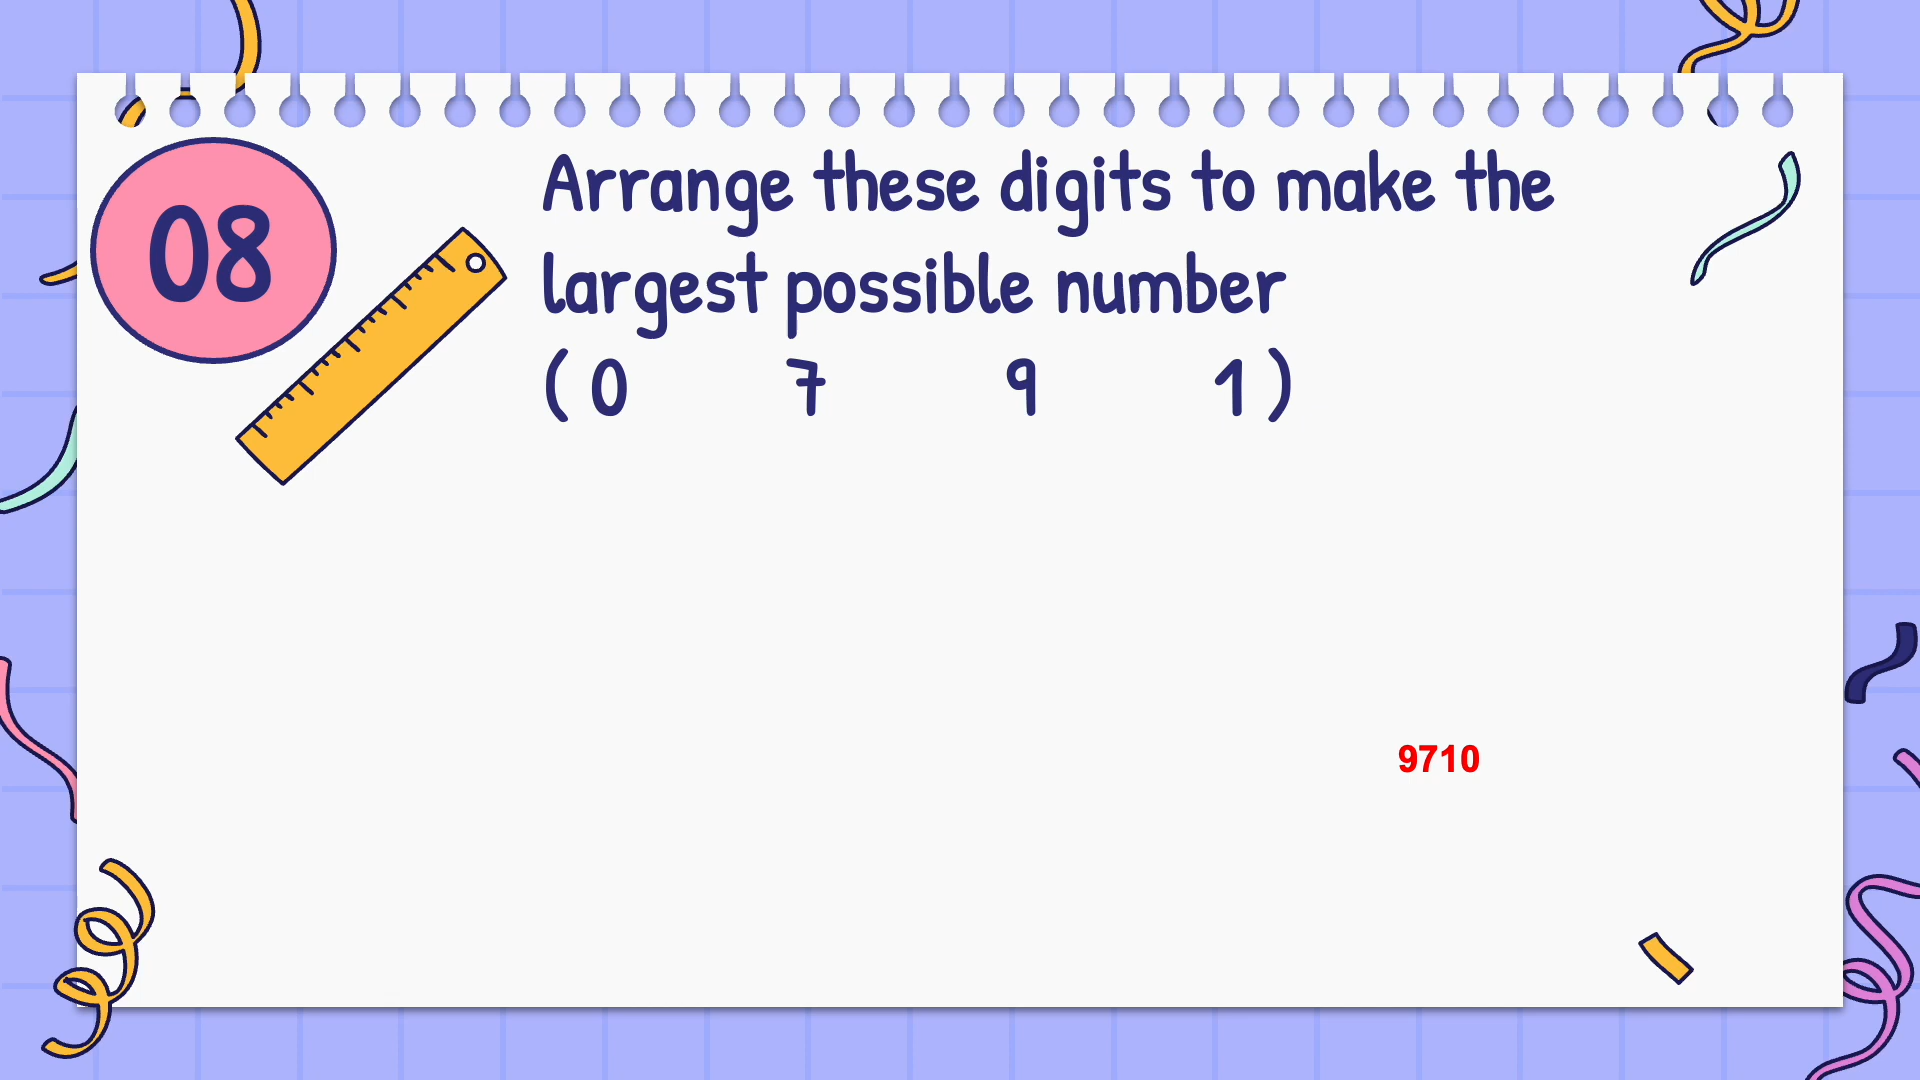 08
Arrange these digits to make the
largest possible number
( 0 7 9 1 )
9710